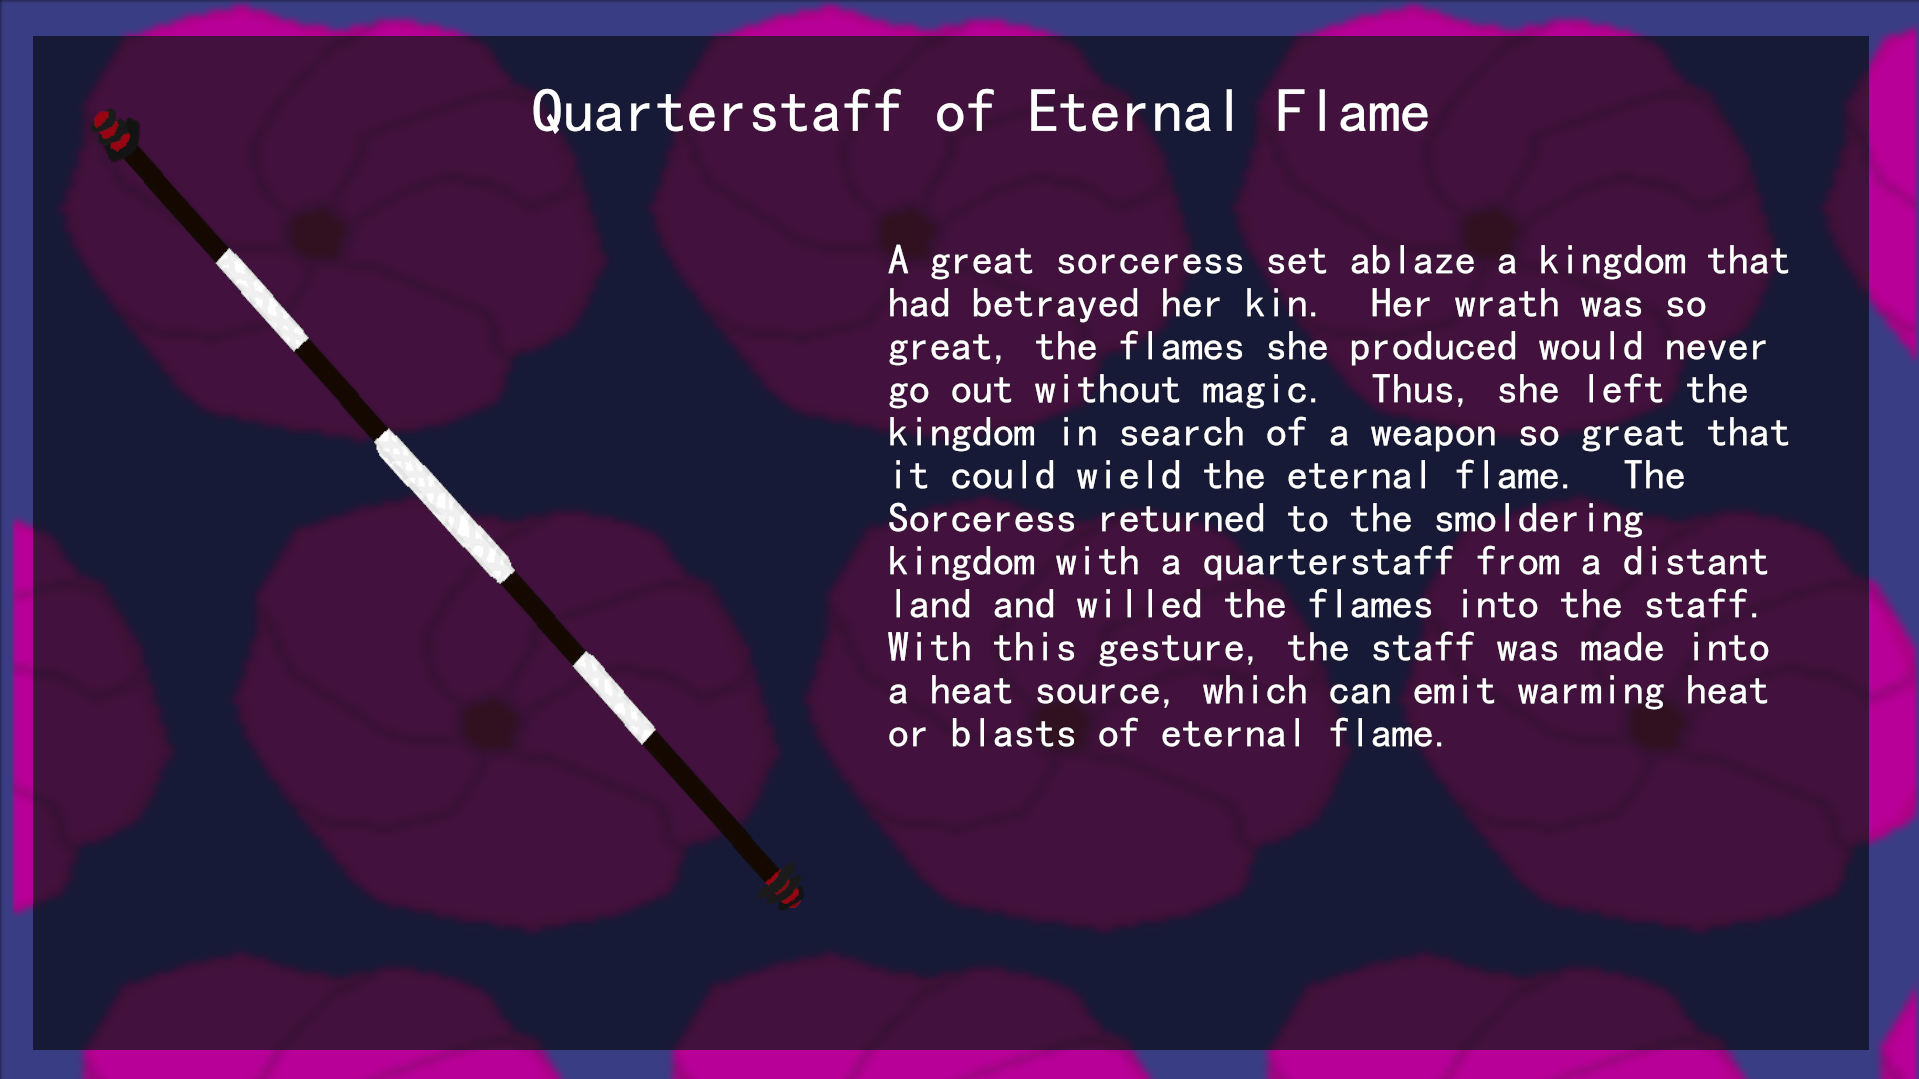 Quarterstaff of Eternal Flame
A great sorceress set ablaze a kingdom that
had betrayed her kin.  Her wrath was so
great, the flames she produced would never
go out without magic.  Thus, she left the
kingdom in search of a weapon so great that
it could wield the eternal flame.  The
Sorceress returned to the smoldering
kingdom with a quarterstaff from a distant
land and willed the flames into the staff.
With this gesture, the staff was made into
a heat source, which can emit warming heat
or blasts of eternal flame.